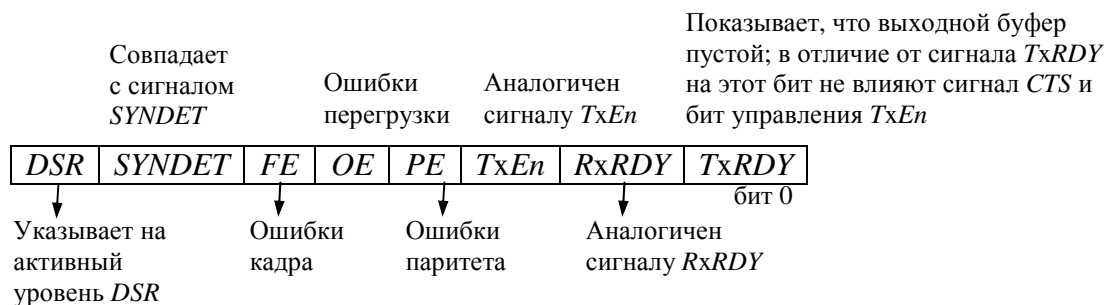 Показывает, что выходной буфер
пустой; в отличие от сигнала TxRDY
на этот бит не влияют сигнал CTS и
бит управления TxEn
Совпадает
с сигналом
SYNDET
Ошибки
перегрузки
Аналогичен
сигналу TxEn
DSR SYNDET FE OE PE TxEn RxRDY TxRDY
бит 0
Указывает на
активный
уровень DSR
Ошибки
кадра
Ошибки
паритета
Аналогичен
сигналу RxRDY